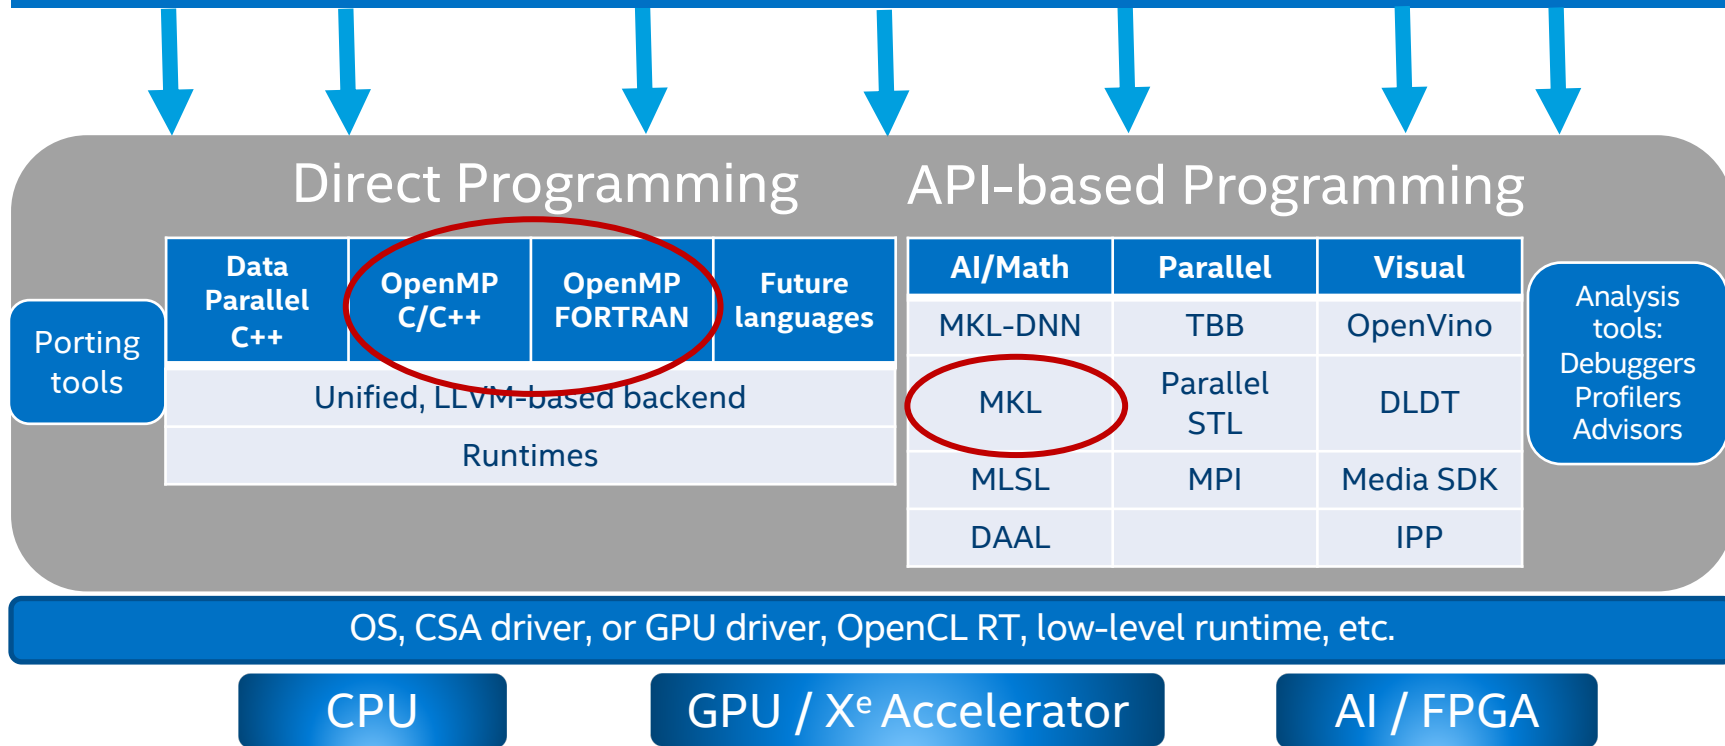 Direct Programming
API-based Programming
Porting
tools
Data
Parallel
C++
OpenMP
C/C++
OpenMP
FORTRAN
Future
languages
Unified, LLVM-based backend
Runtimes
AI/Math
Parallel
Visual
MKL-DNN
TBB
OpenVino
MKL
Parallel
STL
DLDT
MLSL
MPI
Media SDK
DAAL
IPP
Analysis
tools:
Debuggers
Profilers
Advisors
OS, CSA driver, or GPU driver, OpenCL RT, low-level runtime, etc.
CPU
GPU / Xᵉ Accelerator
AI / FPGA